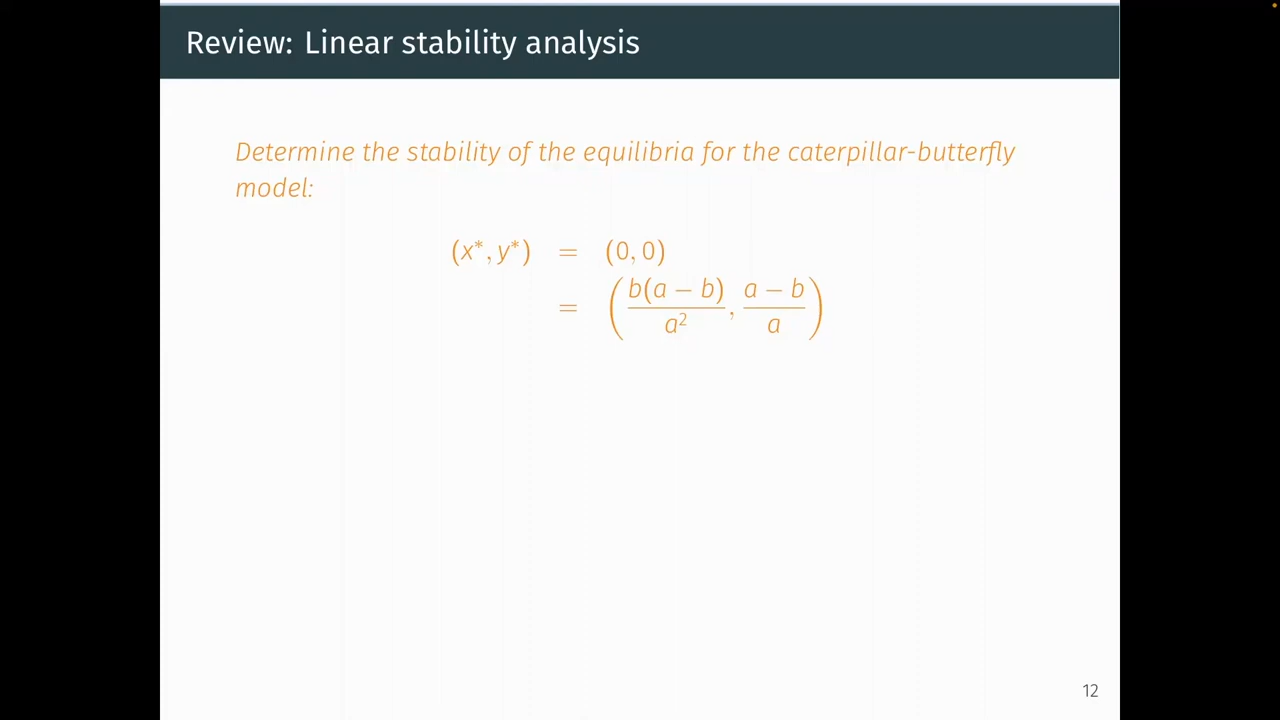 Review: Linear stability analysis
Determine the stability of the equilibria for the caterpillar-butterfly
model:
(x*, y*) = (0, 0)
= ( b(a − b) / a² , a − b / a )
12